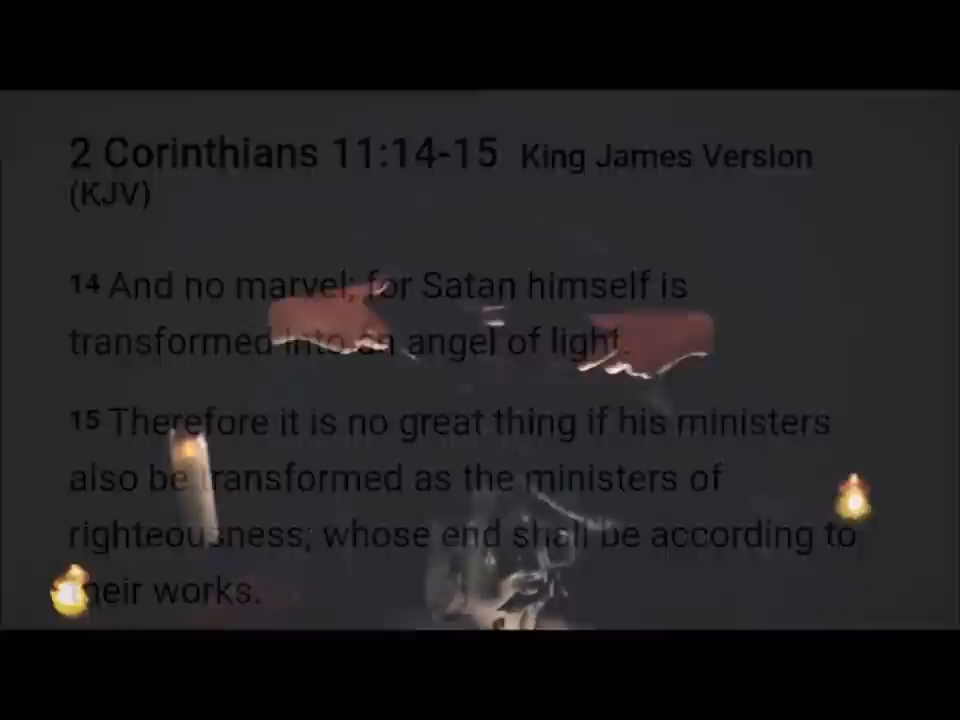 2 Corinthians 11:14-15 King James Version
(KJV)
14 And no marvel; for Satan himself is
transformed into an angel of light.
15 Therefore it is no great thing if his ministers
also be transformed as the ministers of
righteousness; whose end shall be according to
their works.